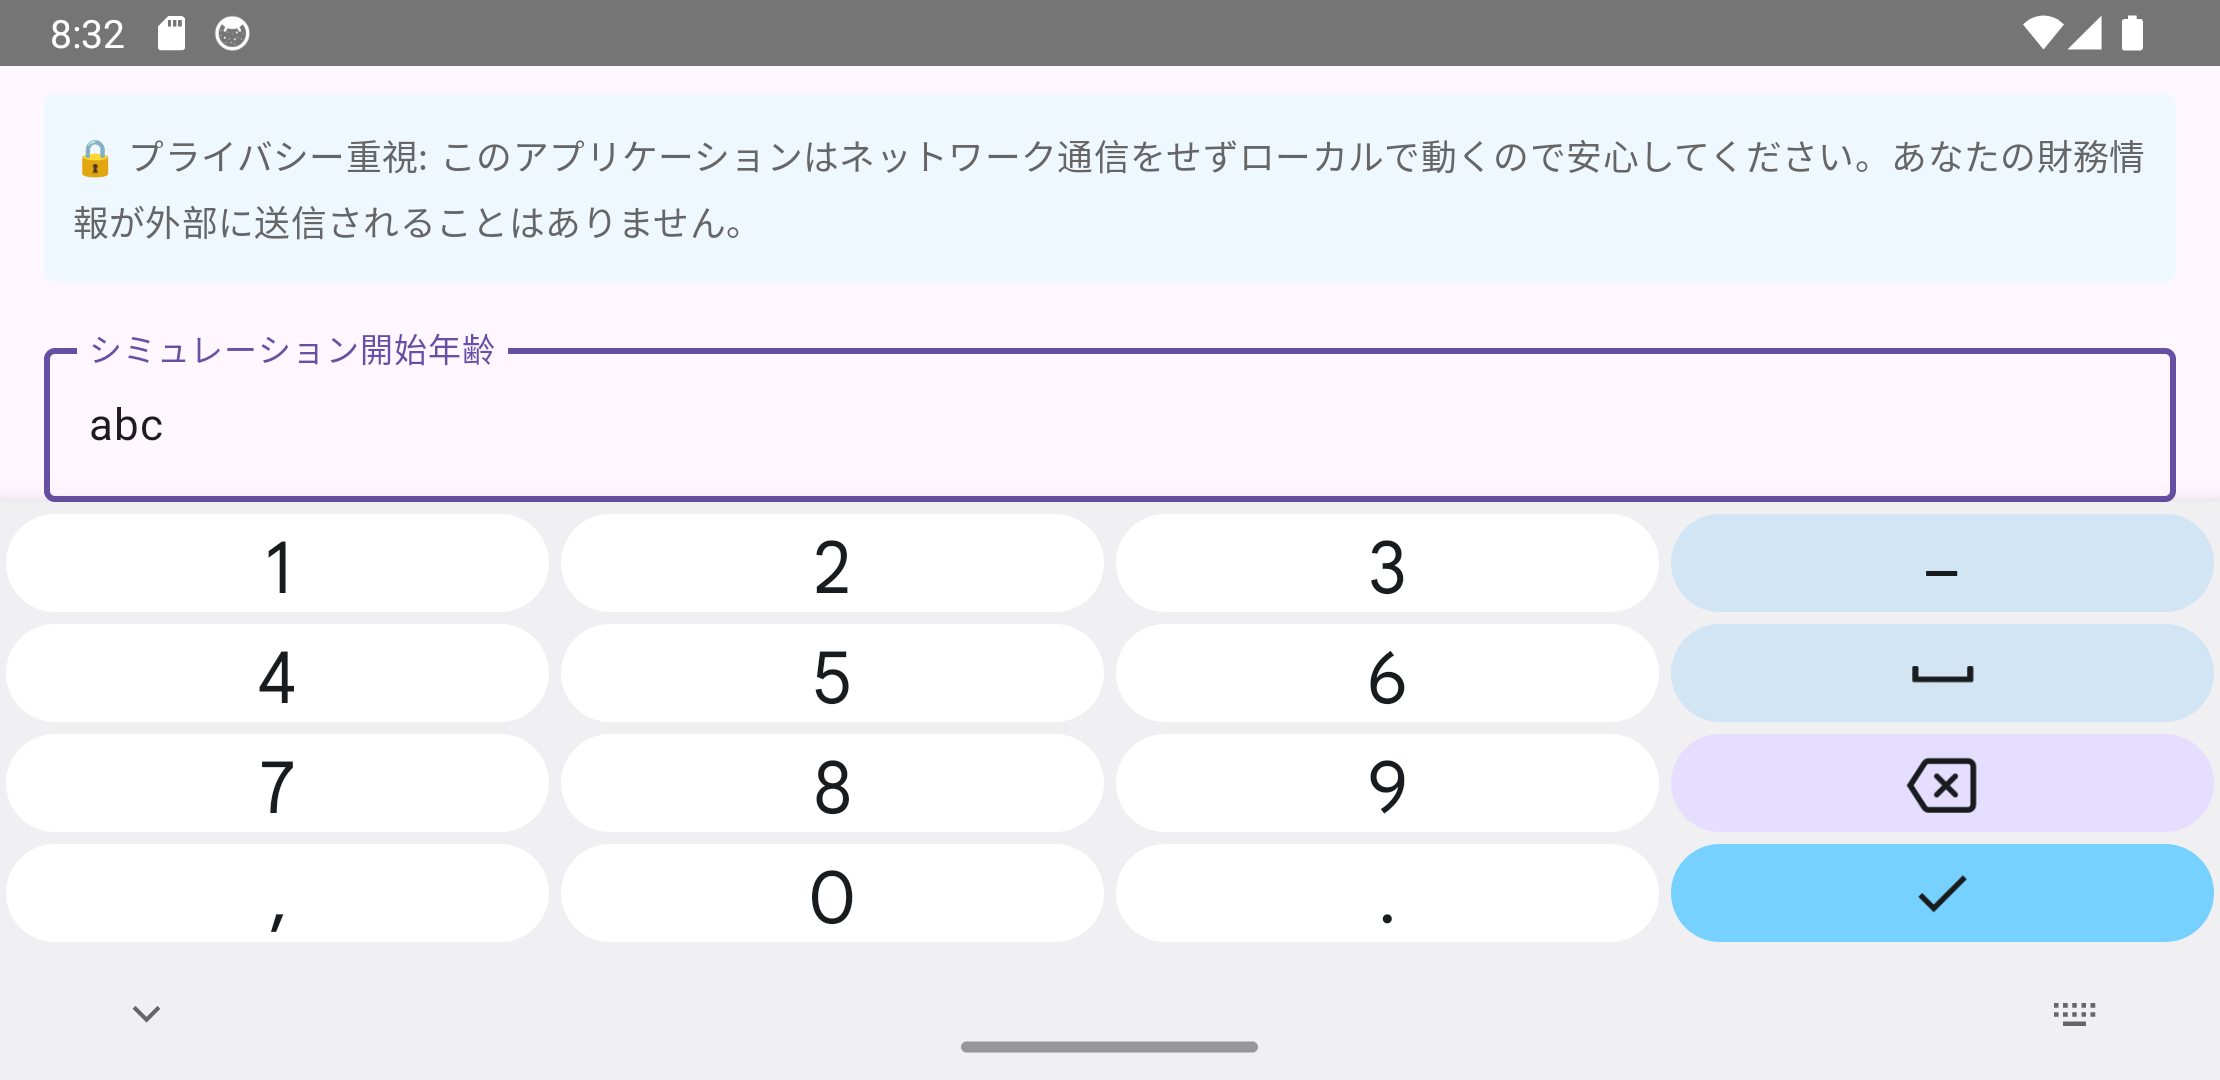 8:32
🔒 プライバシー重視: このアプリケーションはネットワーク通信をせずローカルで動くので安心してください。あなたの財務情
報が外部に送信されることはありません。
シミュレーション開始年齢
abc
1 2 3 –
4 5 6
7 8 9
, 0 .